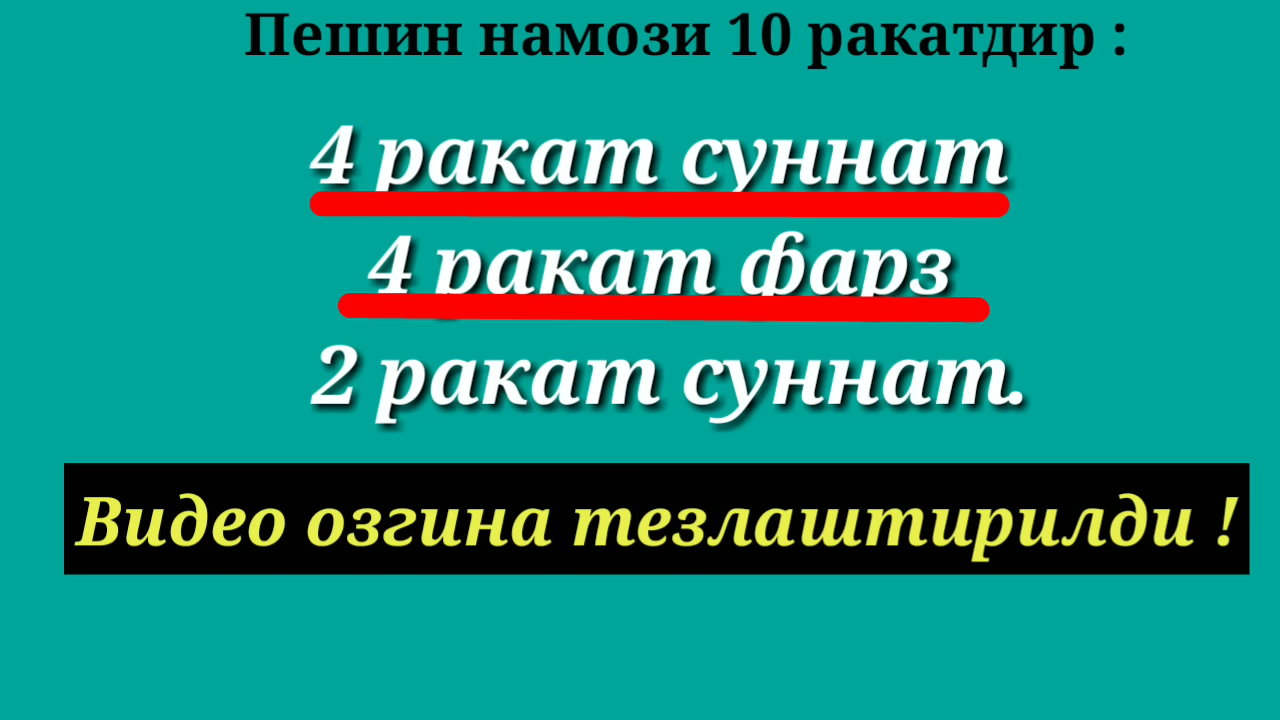 Пешин намози 10 ракатдир :
4 ракат суннат
4 ракат фарз
2 ракат суннат.
Видео озгина тезлаштирилди !